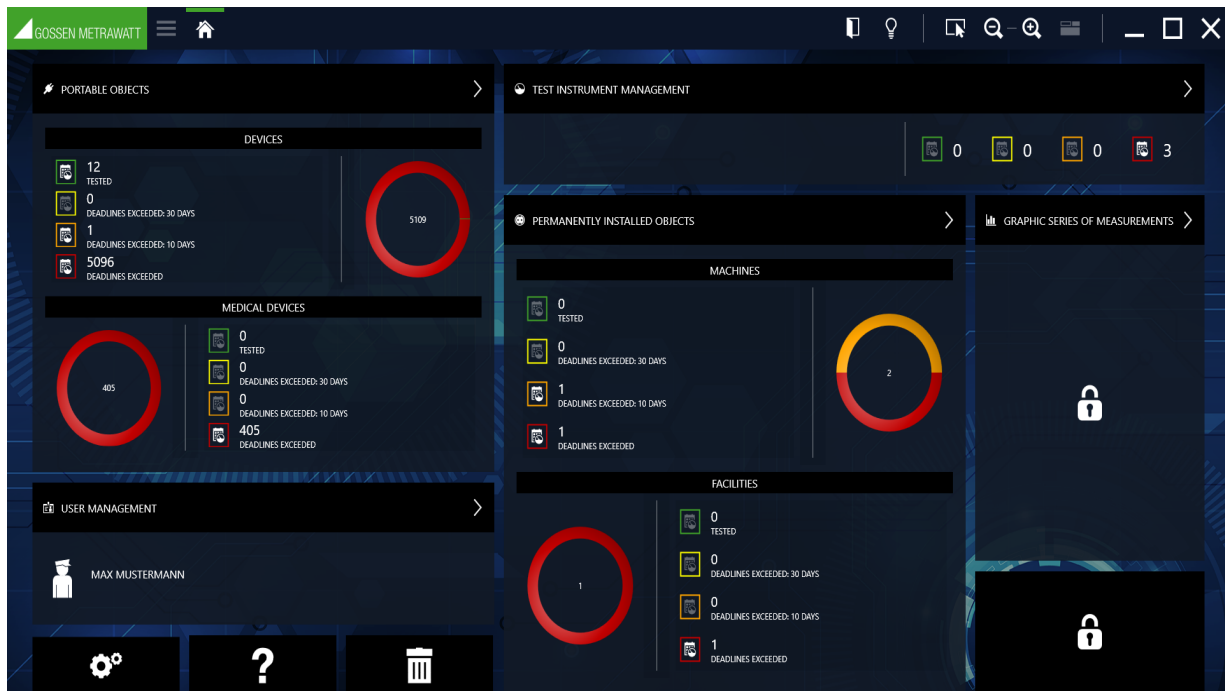 GOSSEN METRAWATT
PORTABLE OBJECTS
DEVICES
12
TESTED
0
DEADLINES EXCEEDED: 30 DAYS
1
DEADLINES EXCEEDED: 10 DAYS
5096
DEADLINES EXCEEDED
5109
MEDICAL DEVICES
405
0
TESTED
0
DEADLINES EXCEEDED: 30 DAYS
0
DEADLINES EXCEEDED: 10 DAYS
405
DEADLINES EXCEEDED
USER MANAGEMENT
MAX MUSTERMANN
?
TEST INSTRUMENT MANAGEMENT
0 0 0 3
PERMANENTLY INSTALLED OBJECTS
MACHINES
0
TESTED
0
DEADLINES EXCEEDED: 30 DAYS
1
DEADLINES EXCEEDED: 10 DAYS
1
DEADLINES EXCEEDED
2
FACILITIES
1
0
TESTED
0
DEADLINES EXCEEDED: 30 DAYS
0
DEADLINES EXCEEDED: 10 DAYS
1
DEADLINES EXCEEDED
GRAPHIC SERIES OF MEASUREMENTS